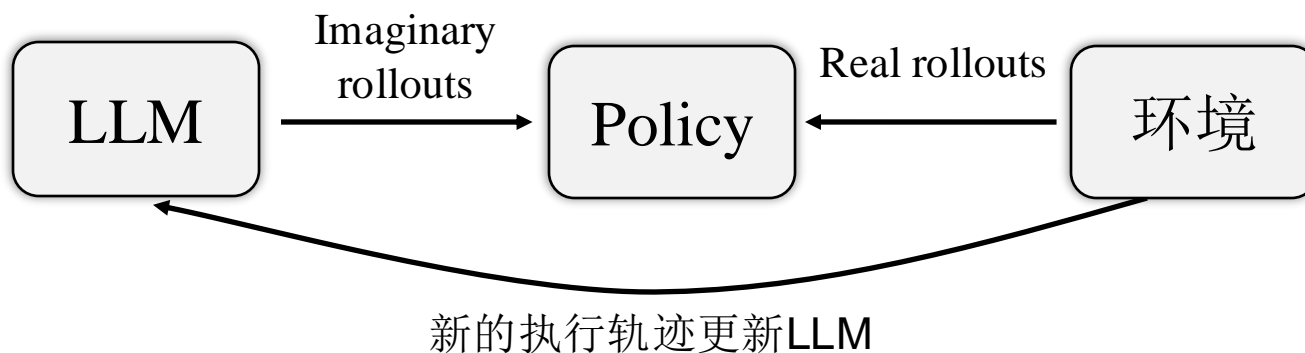 Imaginary
rollouts
Real rollouts
LLM
Policy
环境
新的执行轨迹更新LLM